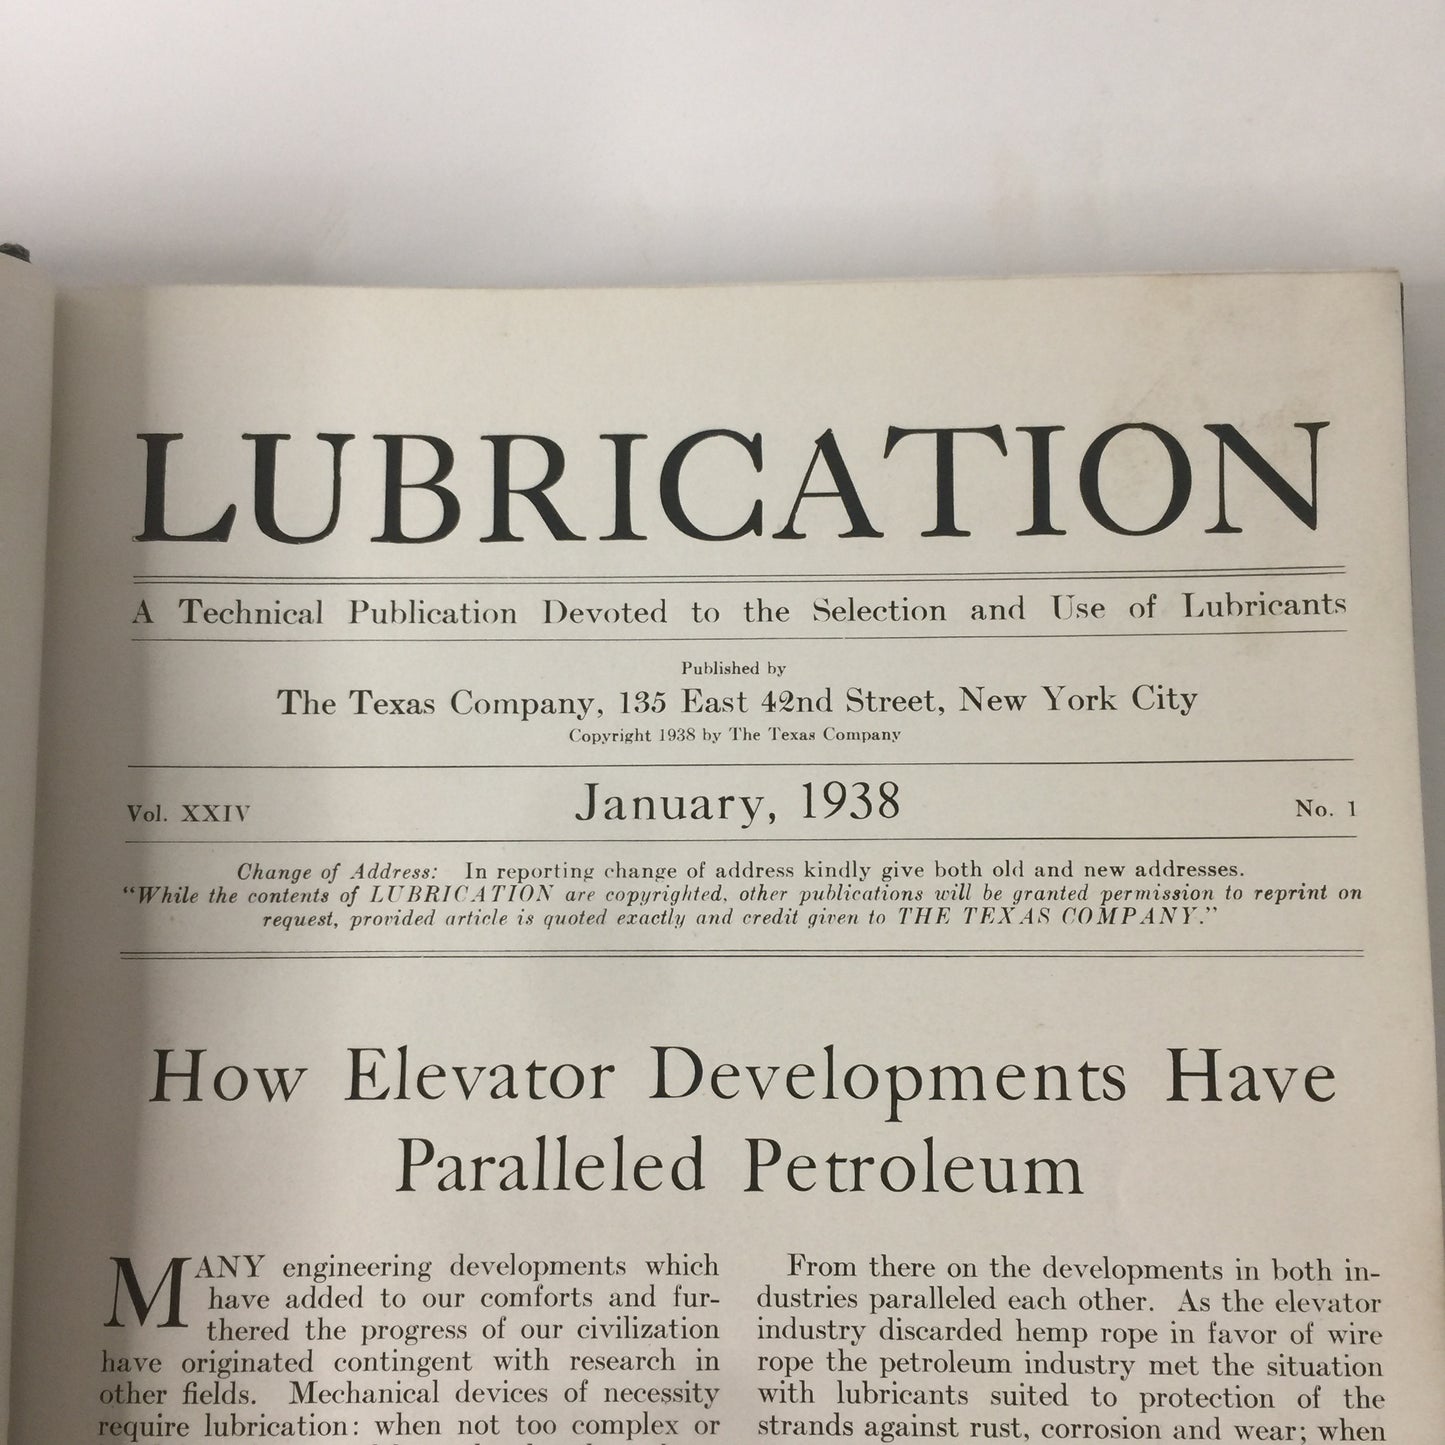 LUBRICATION
A Technical Publication Devoted to the Selection and Use of Lubricants
Published by
The Texas Company, 135 East 42nd Street, New York City
Copyright 1938 by The Texas Company
Vol. XXIV January, 1938 No. 1
Change of Address: In reporting change of address kindly give both old and new addresses.
“While the contents of LUBRICATION are copyrighted, other publications will be granted permission to reprint on
request, provided article is quoted exactly and credit given to THE TEXAS COMPANY.”
How Elevator Developments Have
Paralleled Petroleum
MANY engineering developments which
have added to our comforts and fur-
thered the progress of our civilization
have originated contingent with research in
other fields. Mechanical devices of necessity
require lubrication: when not too complex or
From there on the developments in both in-
dustries paralleled each other. As the elevator
industry discarded hemp rope in favor of wire
rope the petroleum industry met the situation
with lubricants suited to protection of the
strands against rust, corrosion and wear; when